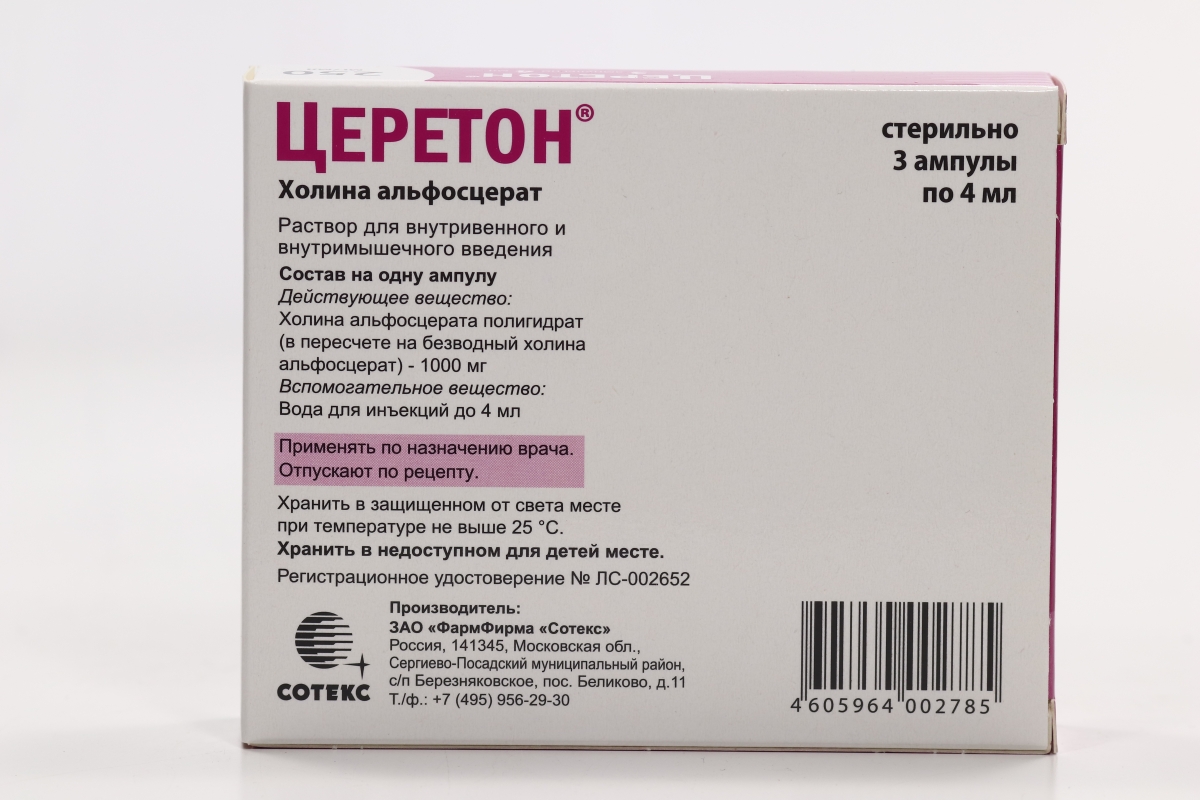 250
ЦЕРЕТОН
ЦЕРЕТОН®
Холина альфосцерат
Раствор для внутривенного и
внутримышечного введения
Состав на одну ампулу
Действующее вещество:
Холина альфосцерата полигидрат
(в пересчете на безводный холина
альфосцерат) - 1000 мг
Вспомогательное вещество:
Вода для инъекций до 4 мл
Применять по назначению врача.
Отпускают по рецепту.
Хранить в защищенном от света месте
при температуре не выше 25 °С.
Хранить в недоступном для детей месте.
Регистрационное удостоверение № ЛС-002652
СОТЕКС
Производитель:
ЗАО «ФармФирма «Сотекс»
Россия, 141345, Московская обл.,
Сергиево-Посадский муниципальный район,
с/п Березняковское, пос. Беликово, д.11
Т./ф.: +7 (495) 956-29-30
стерильно
3 ампулы
по 4 мл
4 605964 002785